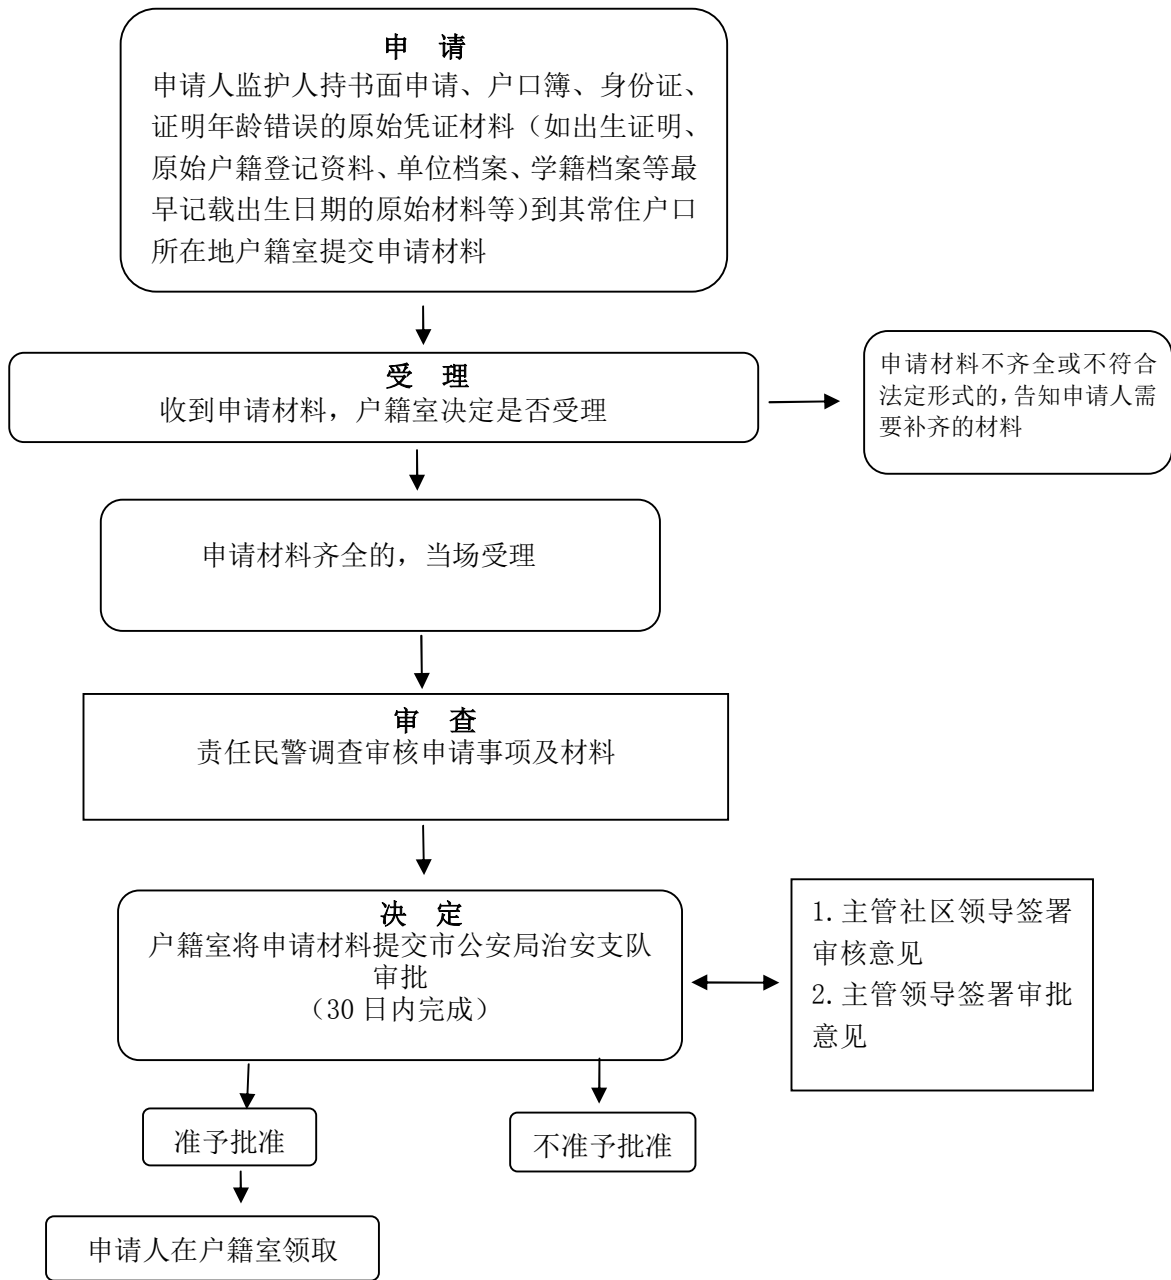 申 请
申请人监护人持书面申请、户口簿、身份证、
证明年龄错误的原始凭证材料（如出生证明、
原始户籍登记资料、单位档案、学籍档案等最
早记载出生日期的原始材料等）到其常住户口
所在地户籍室提交申请材料
受 理
收到申请材料，户籍室决定是否受理
申请材料不齐全或不符合
法定形式的，告知申请人需
要补齐的材料
申请材料齐全的，当场受理
审 查
责任民警调查审核申请事项及材料
决 定
户籍室将申请材料提交市公安局治安支队
审批
（30 日内完成）
1. 主管社区领导签署
审核意见
2. 主管领导签署审批
意见
准予批准
不准予批准
申请人在户籍室领取